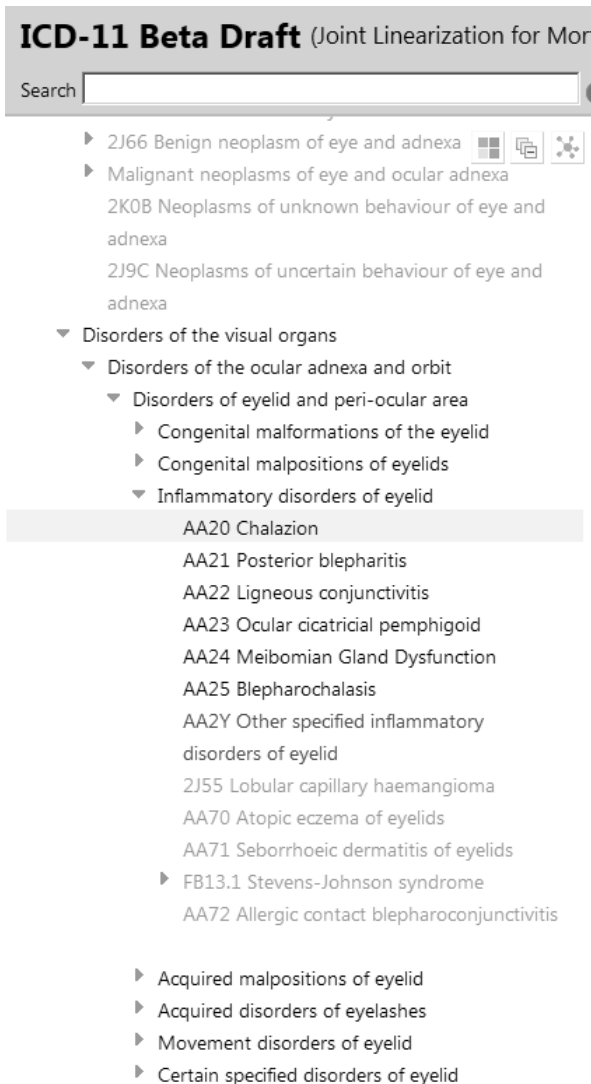 ICD-11 Beta Draft (Joint Linearization for Mor
Search
2J66 Benign neoplasm of eye and adnexa
Malignant neoplasms of eye and ocular adnexa
2K0B Neoplasms of unknown behaviour of eye and
adnexa
2J9C Neoplasms of uncertain behaviour of eye and
adnexa
Disorders of the visual organs
Disorders of the ocular adnexa and orbit
Disorders of eyelid and peri-ocular area
Congenital malformations of the eyelid
Congenital malpositions of eyelids
Inflammatory disorders of eyelid
AA20 Chalazion
AA21 Posterior blepharitis
AA22 Ligneous conjunctivitis
AA23 Ocular cicatricial pemphigoid
AA24 Meibomian Gland Dysfunction
AA25 Blepharochalasis
AA2Y Other specified inflammatory
disorders of eyelid
2J55 Lobular capillary haemangioma
AA70 Atopic eczema of eyelids
AA71 Seborrhoeic dermatitis of eyelids
FB13.1 Stevens-Johnson syndrome
AA72 Allergic contact blepharoconjunctivitis
Acquired malpositions of eyelid
Acquired disorders of eyelashes
Movement disorders of eyelid
Certain specified disorders of eyelid